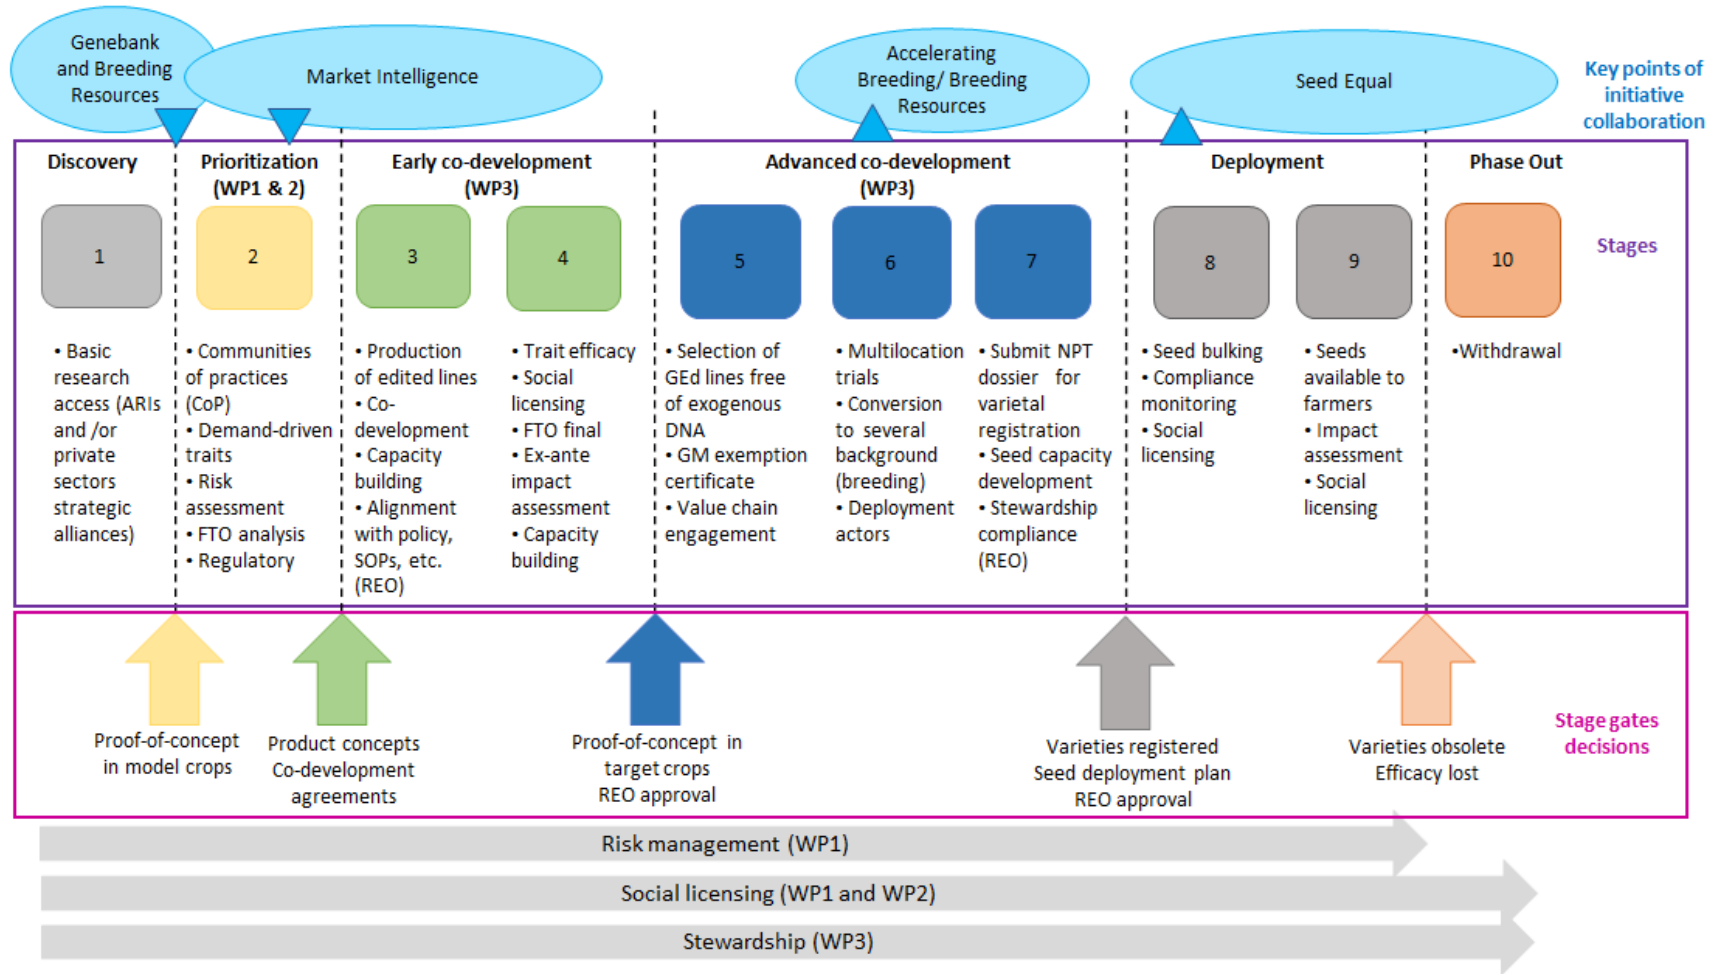 Genebank
and Breeding
Resources
Market Intelligence
Accelerating
Breeding/ Breeding
Resources
Seed Equal
Key points of
initiative
collaboration
Discovery
Prioritization
(WP1 & 2)
Early co-development
(WP3)
Advanced co-development
(WP3)
Deployment
Phase Out
1
2
3
4
5
6
7
8
9
10
Stages
• Basic
research
access (ARIs
and /or
private
sectors
strategic
alliances)
• Communities
of practices
(CoP)
• Demand-driven
traits
• Risk
assessment
• FTO analysis
• Regulatory
• Production
of edited lines
• Co-
development
• Capacity
building
• Alignment
with policy,
SOPs, etc.
(REO)
• Trait efficacy
• Social
licensing
• FTO final
• Ex-ante
impact
assessment
• Capacity
building
• Selection of
GEd lines free
of exogenous
DNA
• GM exemption
certificate
• Value chain
engagement
• Multilocation
trials
• Conversion
to several
background
(breeding)
• Deployment
actors
• Submit NPT
dossier for
varietal
registration
• Seed capacity
development
• Stewardship
compliance
(REO)
• Seed bulking
• Compliance
monitoring
• Social
licensing
• Seeds
available to
farmers
• Impact
assessment
• Social
licensing
•Withdrawal
Proof-of-concept
in model crops
Product concepts
Co-development
agreements
Proof-of-concept in
target crops
REO approval
Varieties registered
Seed deployment plan
REO approval
Varieties obsolete
Efficacy lost
Stage gates
decisions
Risk management (WP1)
Social licensing (WP1 and WP2)
Stewardship (WP3)